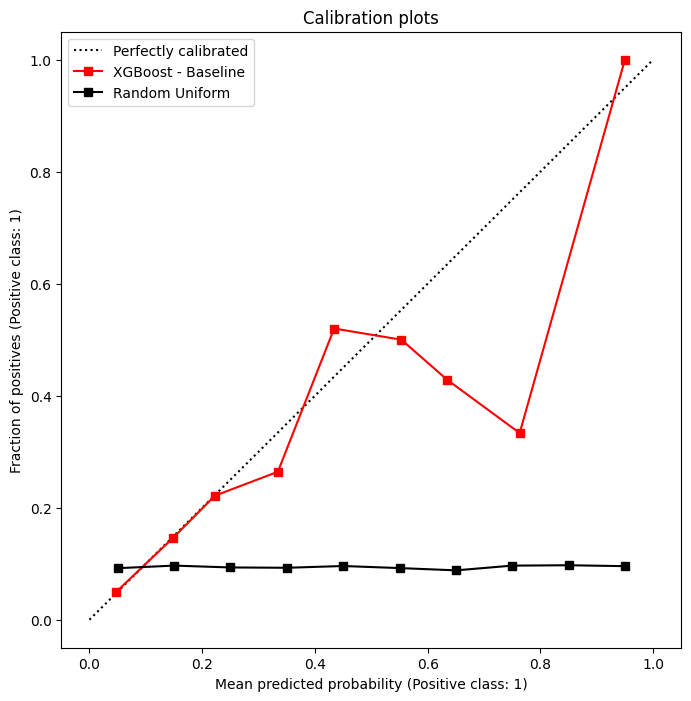 Calibration plots
Perfectly calibrated
XGBoost - Baseline
Random Uniform
1.0
0.8
0.6
0.4
0.2
0.0
Fraction of positives (Positive class: 1)
0.0 0.2 0.4 0.6 0.8 1.0
Mean predicted probability (Positive class: 1)